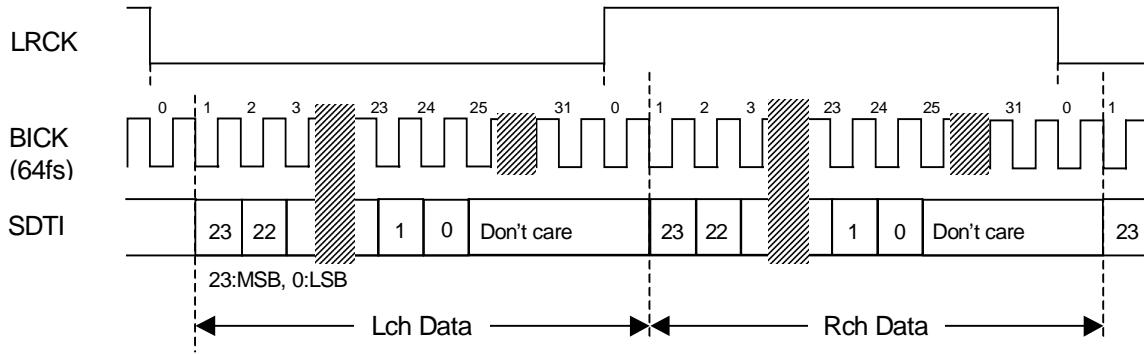 LRCK
0 1 2 3 23 24 25 31 0 1 2 3 23 24 25 31 0 1
BICK
(64fs)
SDTI 23 22 1 0 Don't care 23 22 1 0 Don't care 23
23:MSB, 0:LSB
Lch Data Rch Data